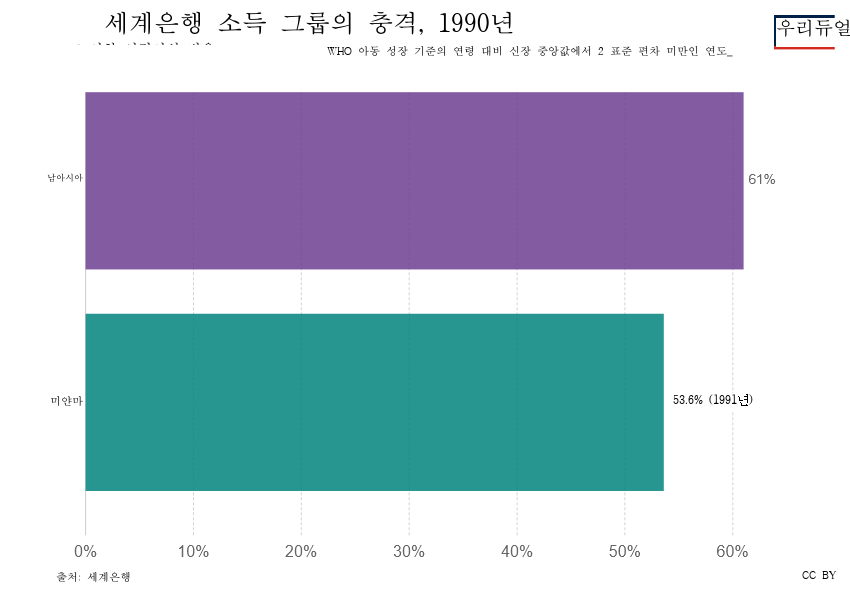 세계은행 소득 그룹의 충격, 1990년
우리듀얼
WHO 아동 성장 기준의 연령 대비 신장 중앙값에서 2 표준 편차 미만인 연도_
남아시아
61%
미얀마
53.6% (1991년)
0% 10% 20% 30% 40% 50% 60%
출처: 세계은행
CC BY